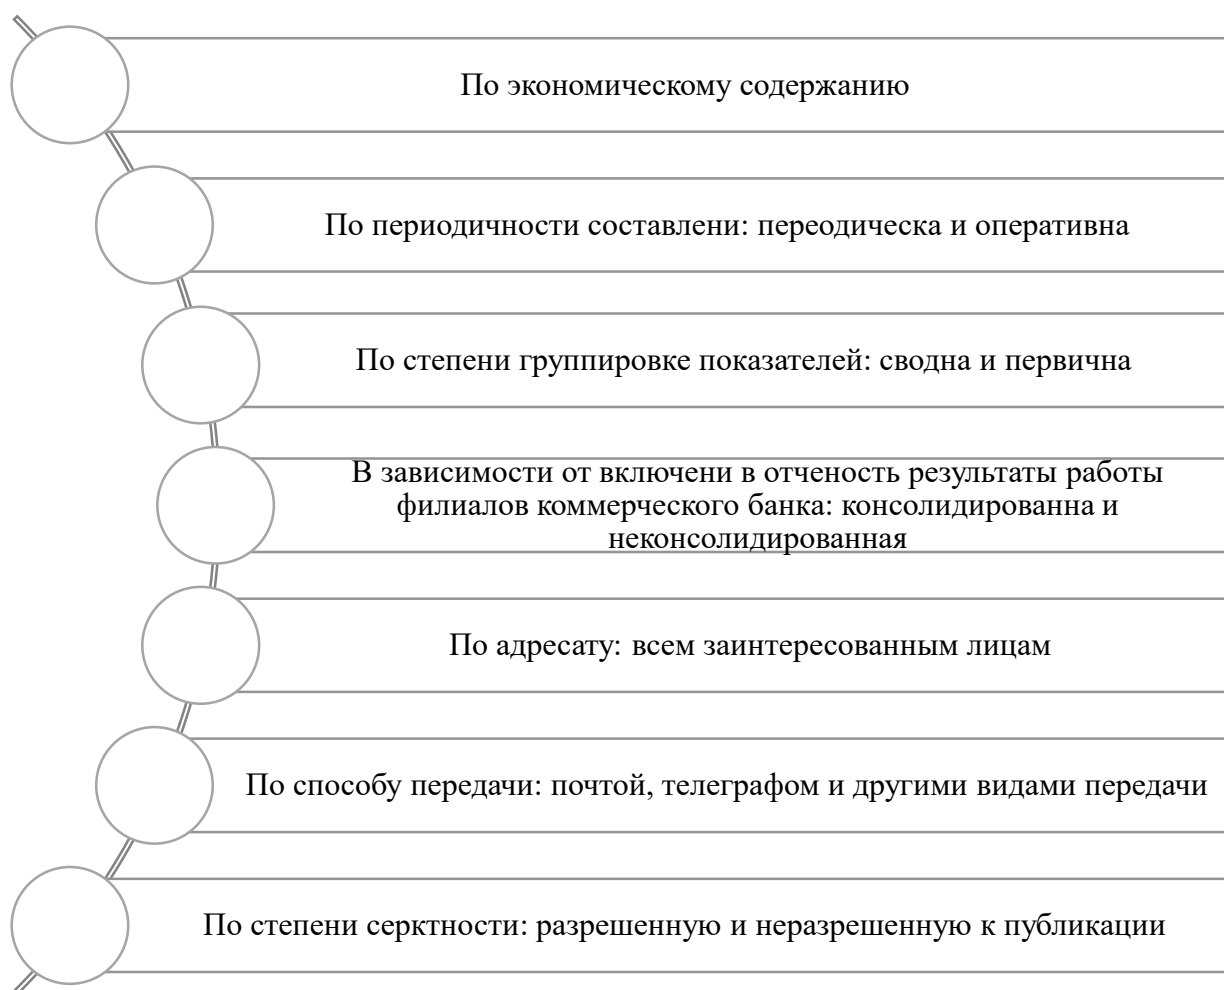 По экономическому содержанию
По периодичности составлени: переодическа и оперативна
По степени группировке показателей: сводна и первична
В зависимости от включени в отченость результаты работы
филиалов коммерческого банка: консолидированна и
неконсолидированная
По адресату: всем заинтересованным лицам
По способу передачи: почтой, телеграфом и другими видами передачи
По степени серктности: разрешенную и неразрешенную к публикации